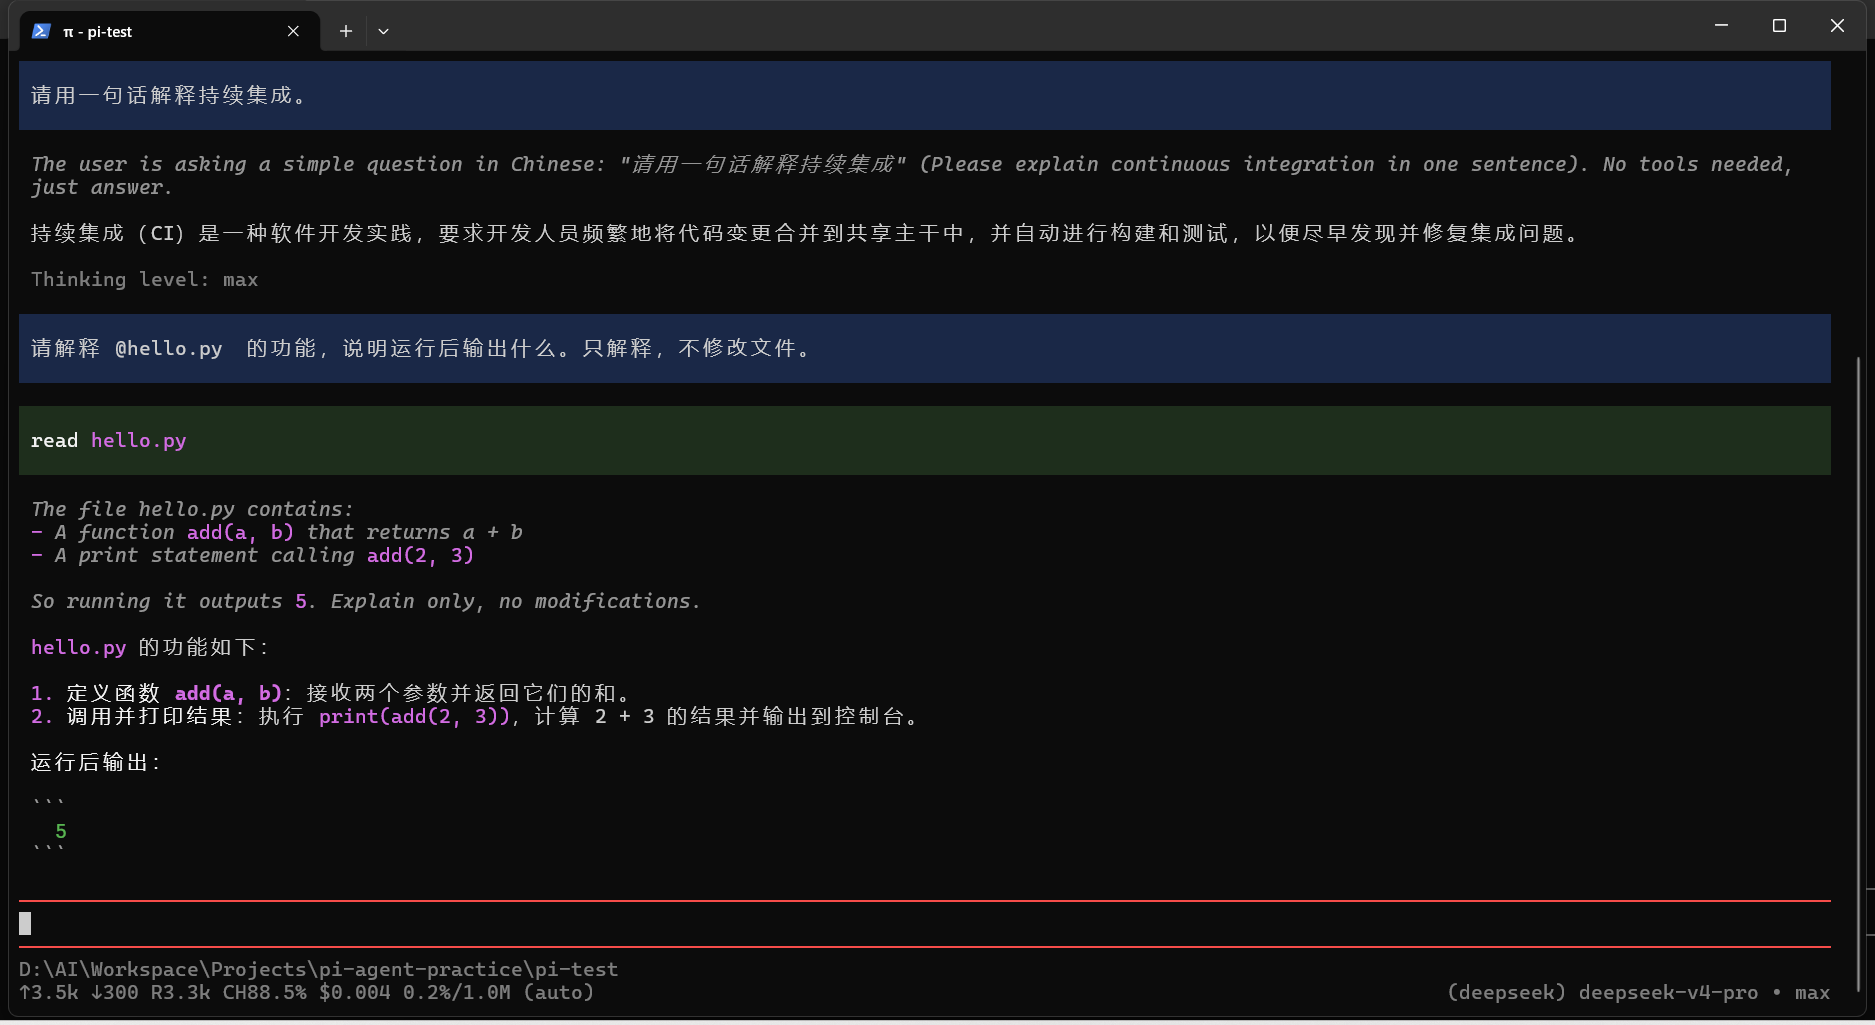 π - pi-test
请用一句话解释持续集成。
The user is asking a simple question in Chinese: "请用一句话解释持续集成" (Please explain continuous integration in one sentence). No tools needed,
just answer.
持续集成（CI）是一种软件开发实践，要求开发人员频繁地将代码变更合并到共享主干中，并自动进行构建和测试，以便尽早发现并修复集成问题。
Thinking level: max
请解释 @hello.py  的功能，说明运行后输出什么。只解释，不修改文件。
read hello.py
The file hello.py contains:
- A function add(a, b) that returns a + b
- A print statement calling add(2, 3)
So running it outputs 5. Explain only, no modifications.
hello.py 的功能如下：
1. 定义函数 add(a, b)：接收两个参数并返回它们的和。
2. 调用并打印结果：执行 print(add(2, 3))，计算 2 + 3 的结果并输出到控制台。
运行后输出：
```
5
```
D:\AI\Workspace\Projects\pi-agent-practice\pi-test
↑3.5k ↓300 R3.3k CH88.5% $0.004 0.2%/1.0M (auto) (deepseek) deepseek-v4-pro • max